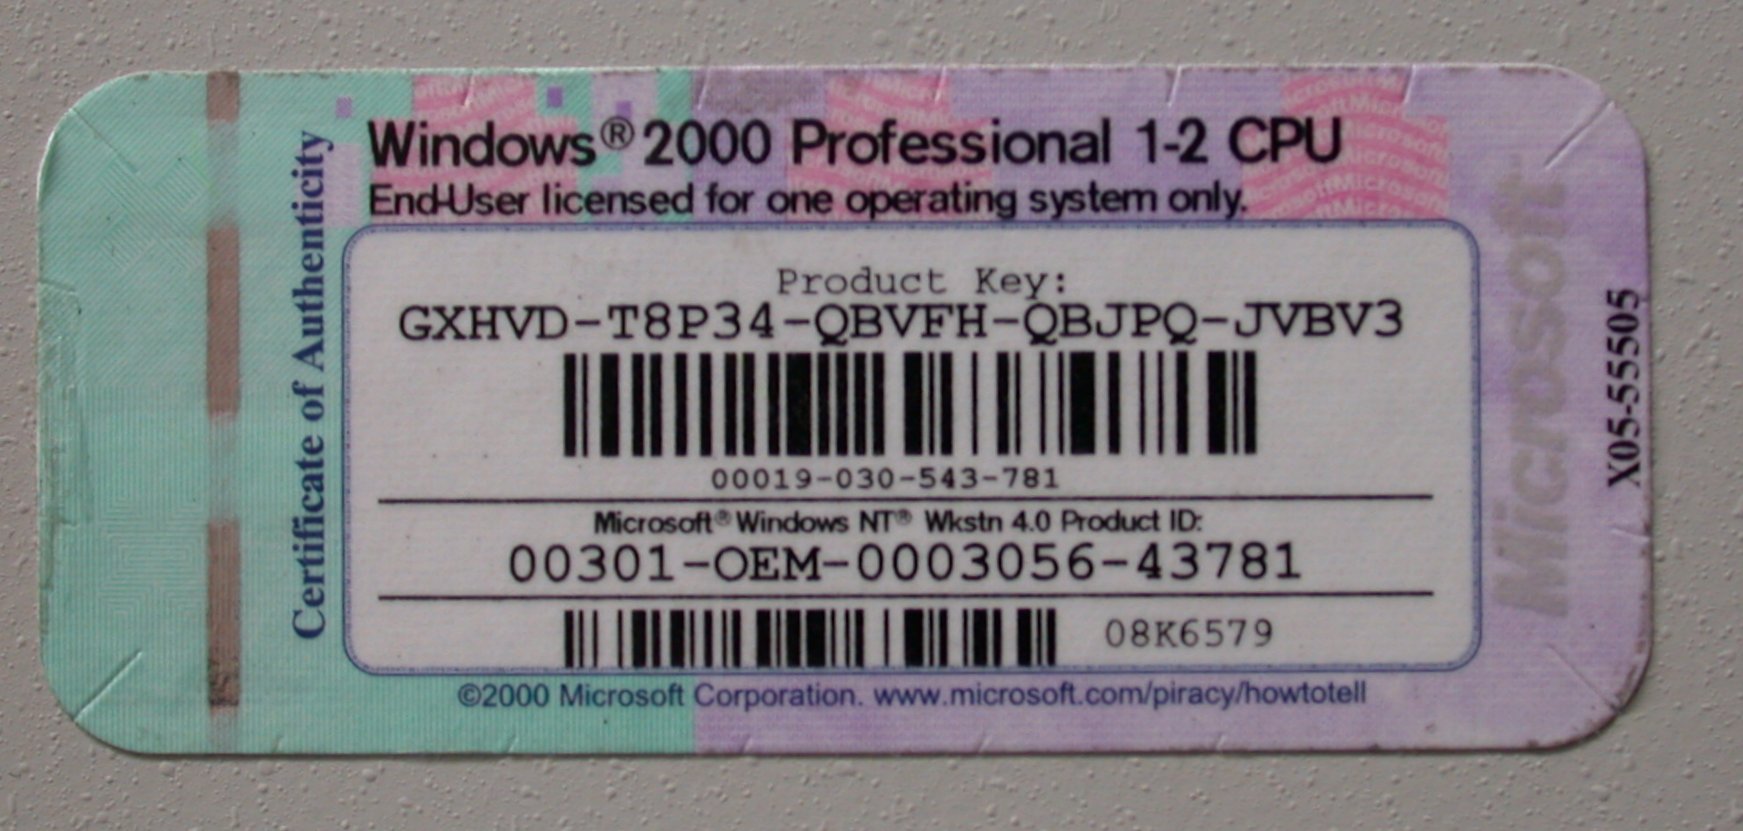 Windows® 2000 Professional 1-2 CPU
End-User licensed for one operating system only.
Certificate of Authenticity
Product Key:
GXHVD-T8P34-QBVFH-QBJPQ-JVBV3
00019-030-543-781
Microsoft® Windows NT® Wkstn 4.0 Product ID:
00301-OEM-0003056-43781
08K6579
©2000 Microsoft Corporation. www.microsoft.com/piracy/howtotell
Microsoft
X05-55505